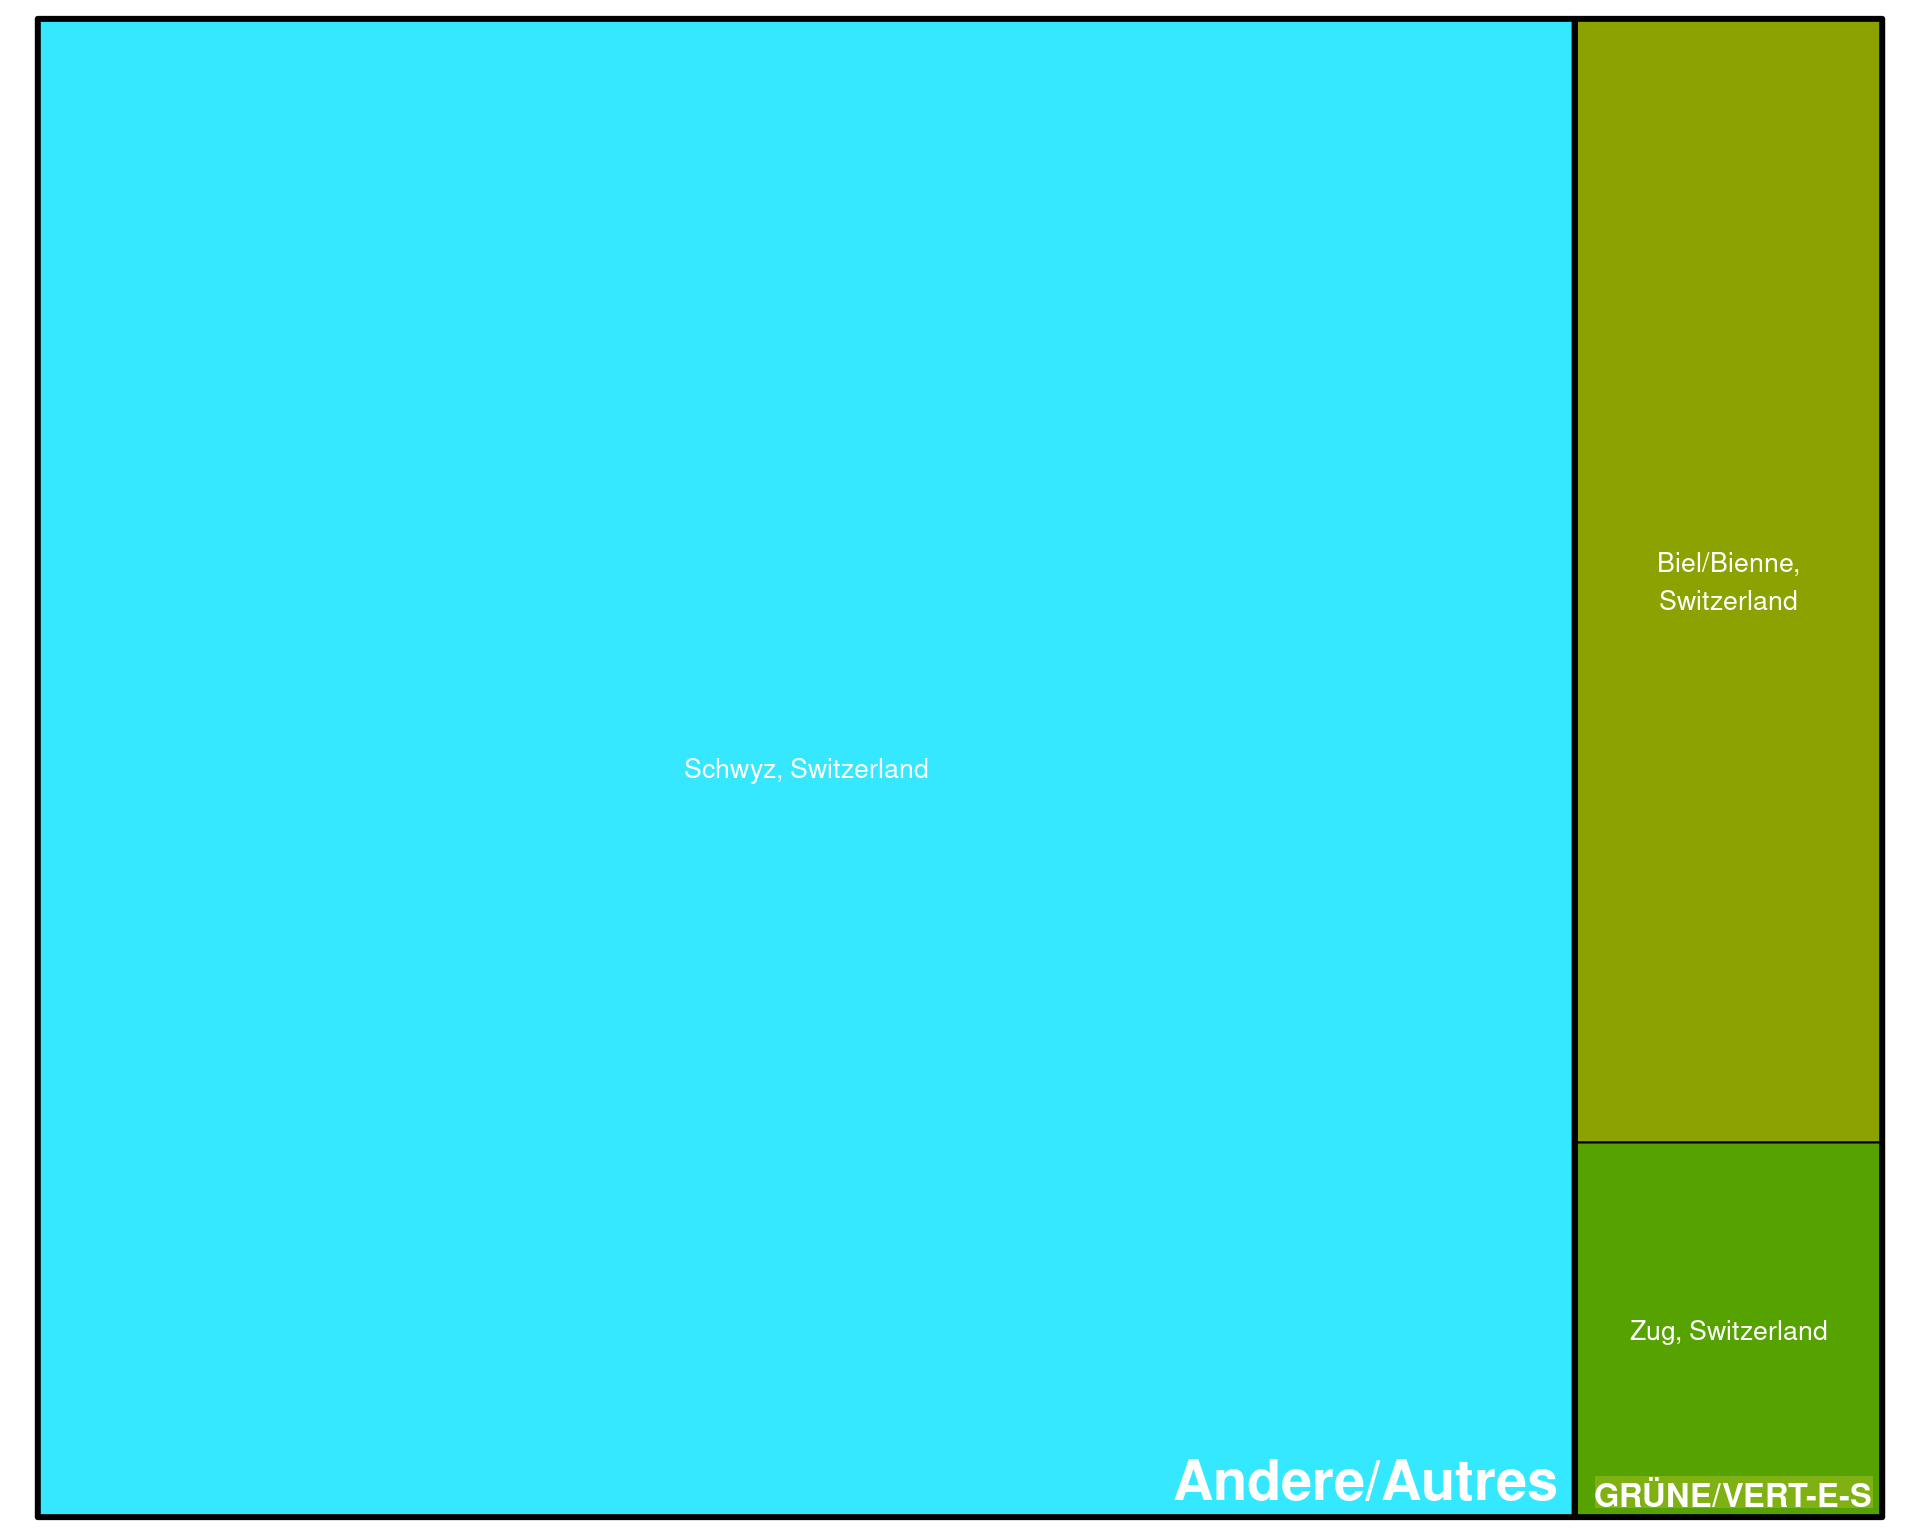 Schwyz, Switzerland
Andere/Autres
Biel/Bienne,
Switzerland
Zug, Switzerland
GRÜNE/VERT-E-S